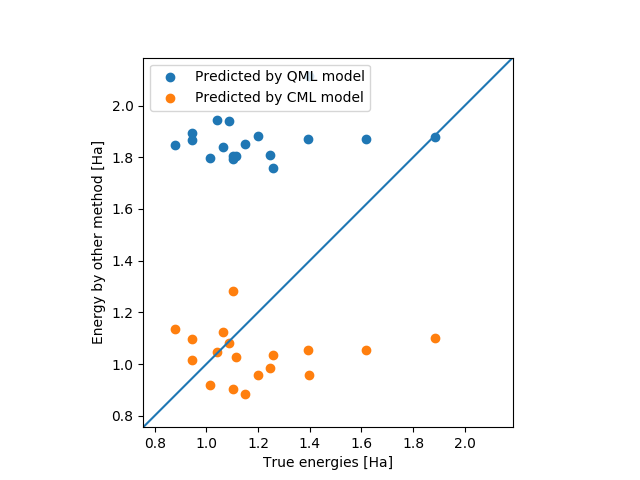 Predicted by QML model
Predicted by CML model
2.0
1.8
1.6
1.4
1.2
1.0
0.8
Energy by other method [Ha]
0.8 1.0 1.2 1.4 1.6 1.8 2.0
True energies [Ha]